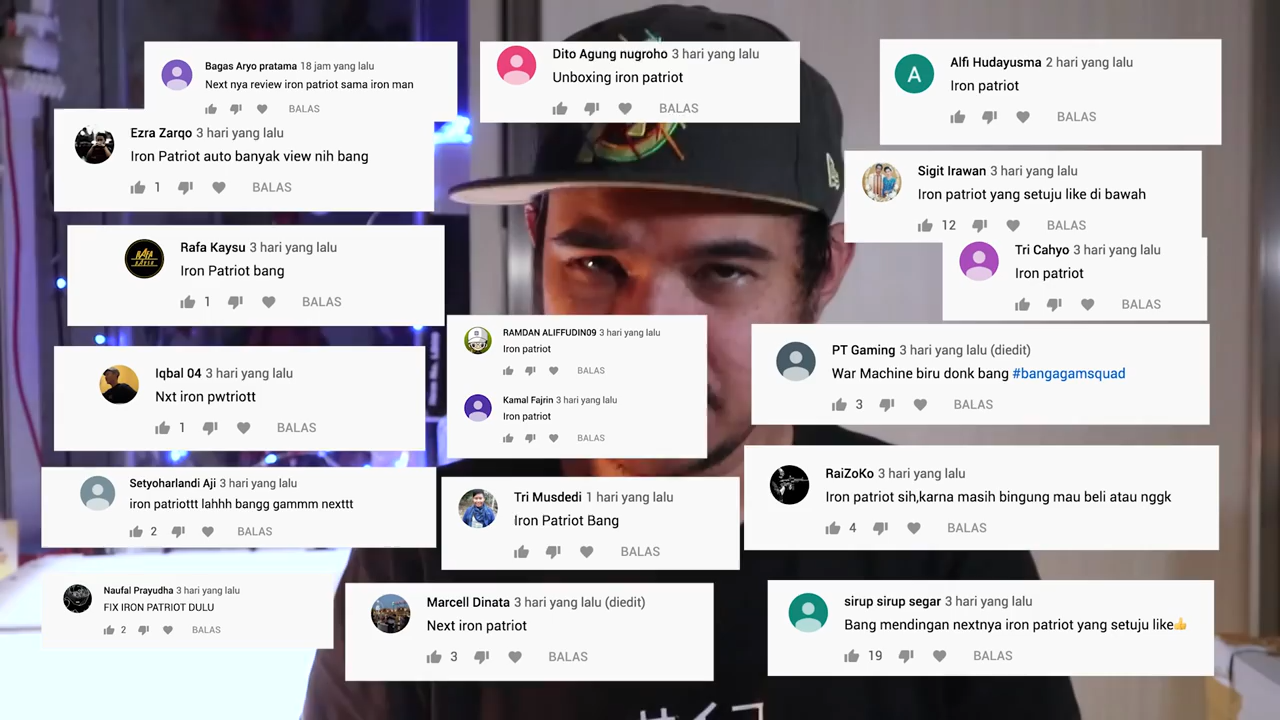 Bagas Aryo pratama 18 jam yang lalu
Next nya review iron patriot sama iron man
BALAS
Dito Agung nugroho 3 hari yang lalu
Unboxing iron patriot
BALAS
A
Alfi Hudayusma 2 hari yang lalu
Iron patriot
BALAS
Ezra Zarqo 3 hari yang lalu
Iron Patriot auto banyak view nih bang
1 BALAS
Sigit Irawan 3 hari yang lalu
Iron patriot yang setuju like di bawah
12 BALAS
Rafa Kaysu 3 hari yang lalu
Iron Patriot bang
1 BALAS
Tri Cahyo 3 hari yang lalu
Iron patriot
BALAS
RAMDAN ALIFFUDIN09 3 hari yang lalu
Iron patriot
BALAS
Kamal Fajrin 3 hari yang lalu
Iron patriot
BALAS
PT Gaming 3 hari yang lalu (diedit)
War Machine biru donk bang #bangagamsquad
3 BALAS
Iqbal 04 3 hari yang lalu
Nxt iron pwtriott
1 BALAS
Setyoharlandi Aji 3 hari yang lalu
iron patriottt lahhh bangg gammm nexttt
2 BALAS
Tri Musdedi 1 hari yang lalu
Iron Patriot Bang
BALAS
RaiZoKo 3 hari yang lalu
Iron patriot sih,karna masih bingung mau beli atau nggk
4 BALAS
Naufal Prayudha 3 hari yang lalu
FIX IRON PATRIOT DULU
2 BALAS
Marcell Dinata 3 hari yang lalu (diedit)
Next iron patriot
3 BALAS
sirup sirup segar 3 hari yang lalu
Bang mendingan nextnya iron patriot yang setuju like👍
19 BALAS